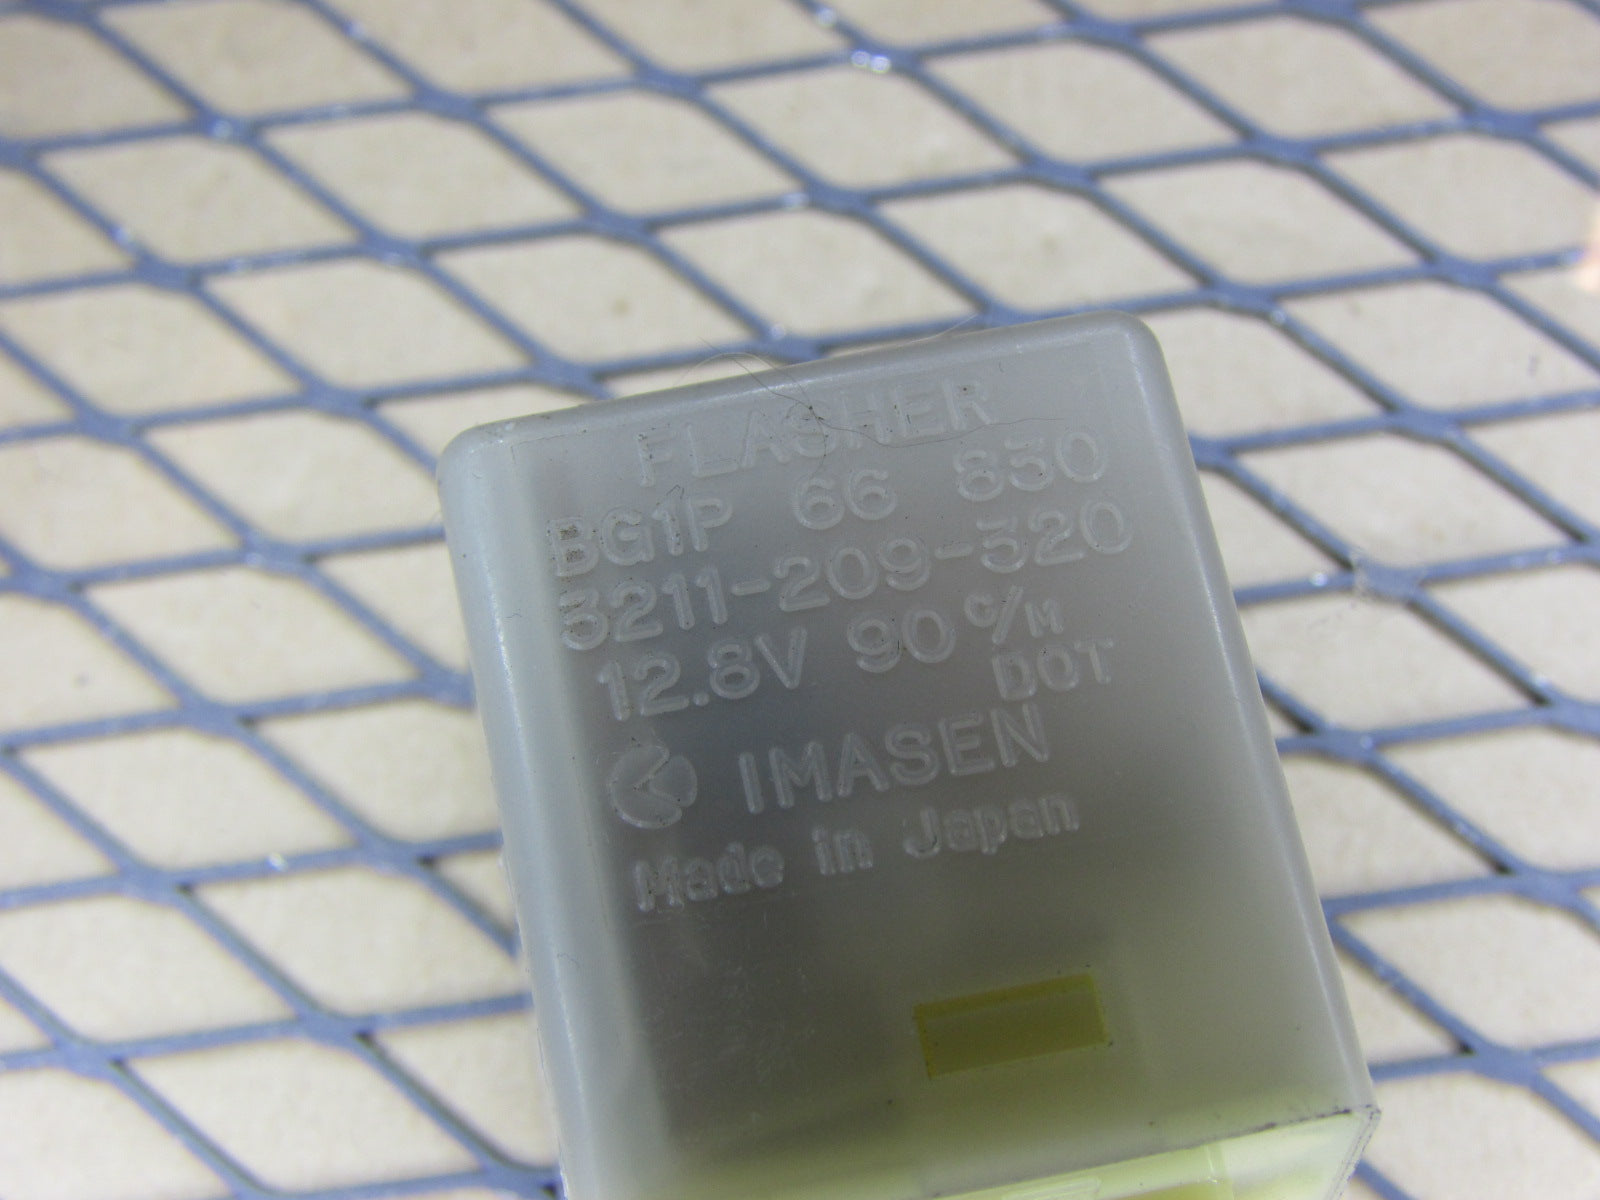 FLASHER
BG1P 66 830
3211-209-320
12.8V 90 C/M
DOT
IMASEN
Made in Japan